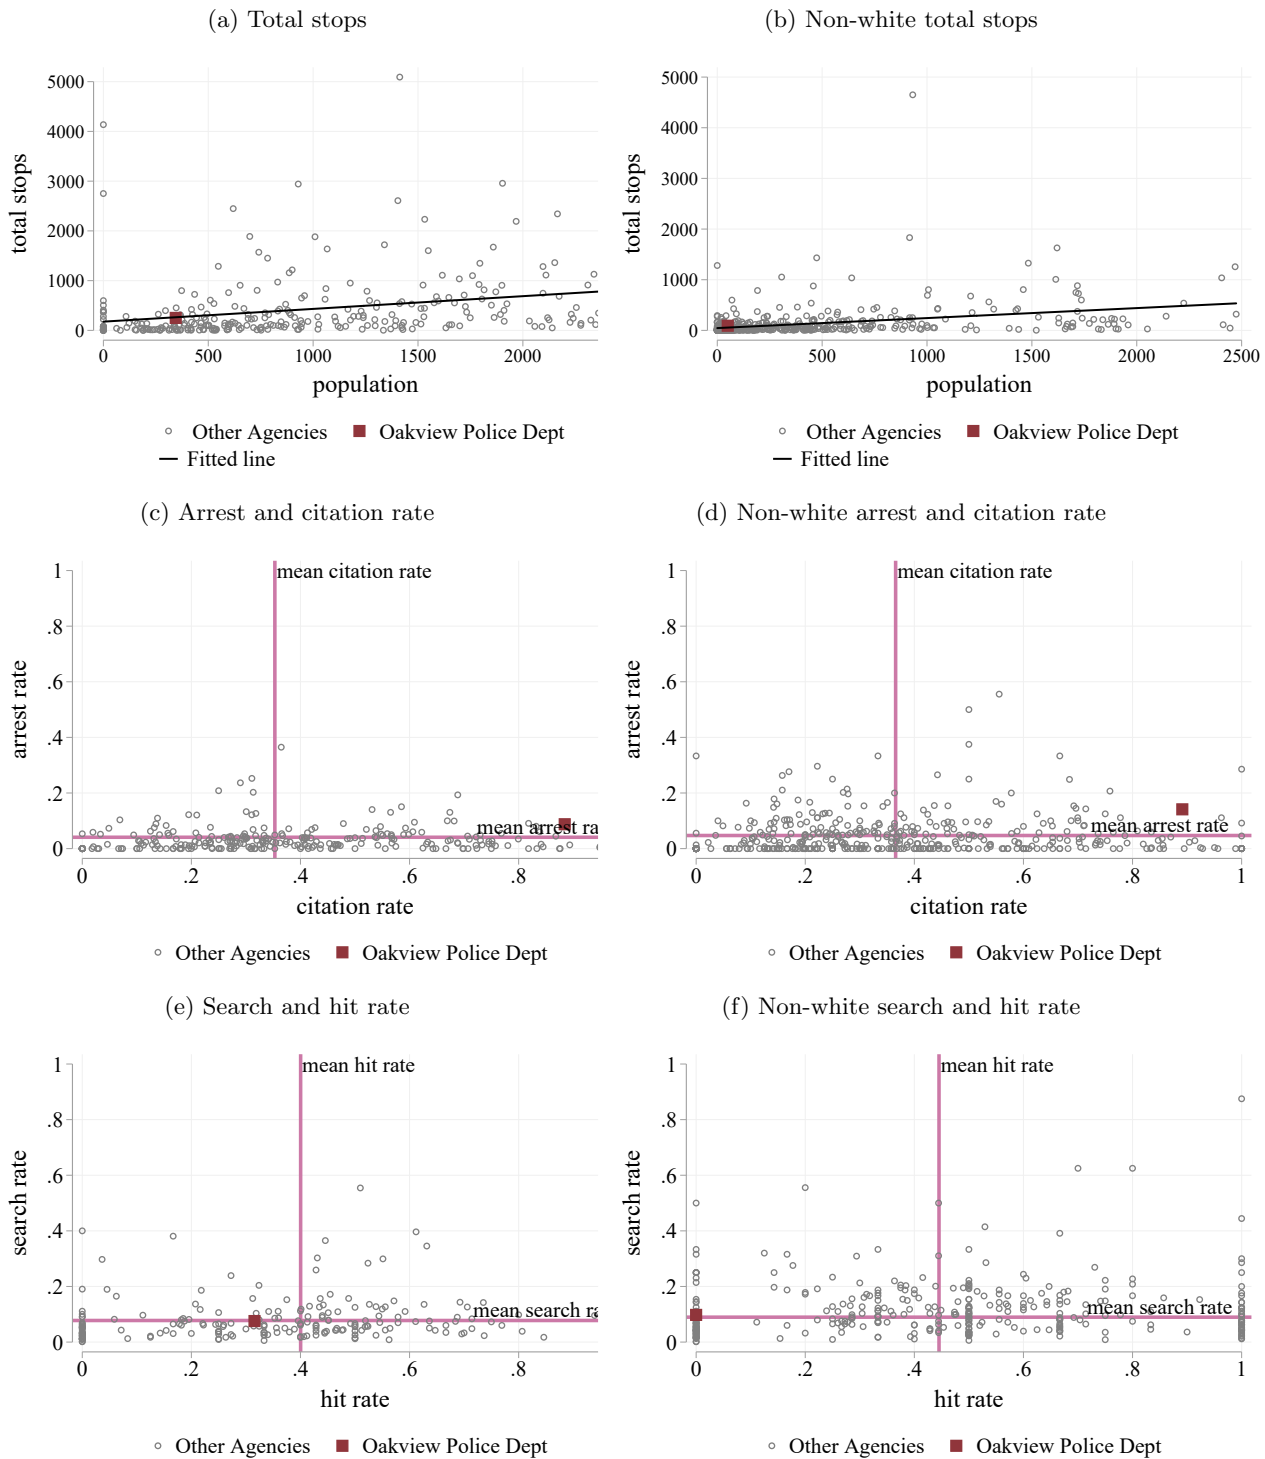 (a) Total stops
total stops
5000
4000
3000
2000
1000
0
0 500 1000 1500 2000
population
Other Agencies Oakview Police Dept
Fitted line
(b) Non-white total stops
total stops
5000
4000
3000
2000
1000
0
0 500 1000 1500 2000 2500
population
Other Agencies Oakview Police Dept
Fitted line
(c) Arrest and citation rate
mean citation rate
arrest rate
1
.8
.6
.4
.2
0
mean arrest ra
0 .2 .4 .6 .8
citation rate
Other Agencies Oakview Police Dept
(d) Non-white arrest and citation rate
mean citation rate
arrest rate
1
.8
.6
.4
.2
0
mean arrest rate
0 .2 .4 .6 .8 1
citation rate
Other Agencies Oakview Police Dept
(e) Search and hit rate
mean hit rate
search rate
1
.8
.6
.4
.2
0
mean search ra
0 .2 .4 .6 .8
hit rate
Other Agencies Oakview Police Dept
(f) Non-white search and hit rate
mean hit rate
search rate
1
.8
.6
.4
.2
0
mean search rate
0 .2 .4 .6 .8 1
hit rate
Other Agencies Oakview Police Dept